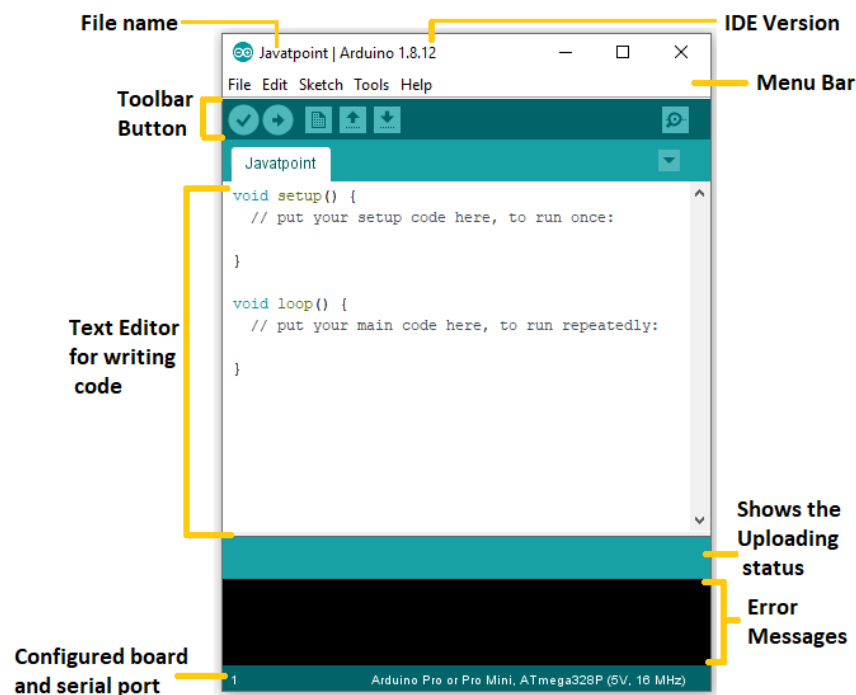 File name
IDE Version
Javatpoint | Arduino 1.8.12
File Edit Sketch Tools Help
Menu Bar
Toolbar
Button
Javatpoint
void setup() {
// put your setup code here, to run once:
}
void loop() {
// put your main code here, to run repeatedly:
}
Text Editor
for writing
code
Shows the
Uploading
status
Error
Messages
Configured board
and serial port
1
Arduino Pro or Pro Mini, ATmega328P (5V, 16 MHz)